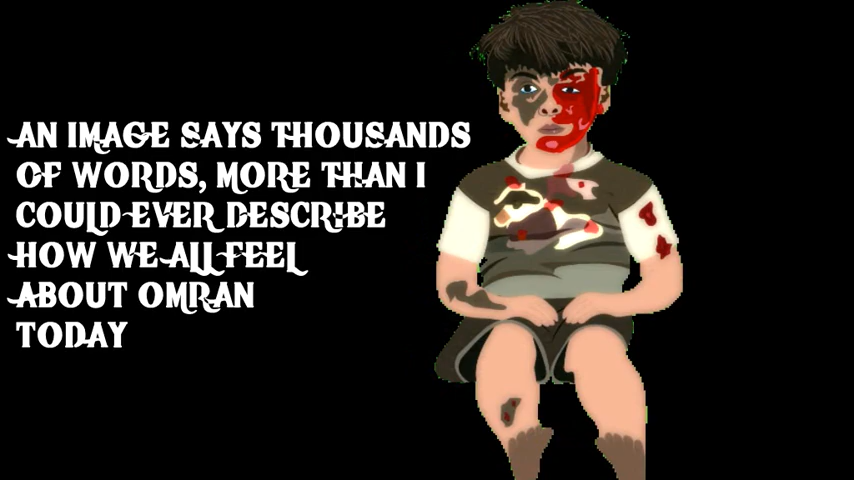 AN IMAGE SAYS THOUSANDS
OF WORDS, MORE THAN I
COULD EVER DESCRIBE
HOW WE ALL FEEL
ABOUT OMRAN
TODAY